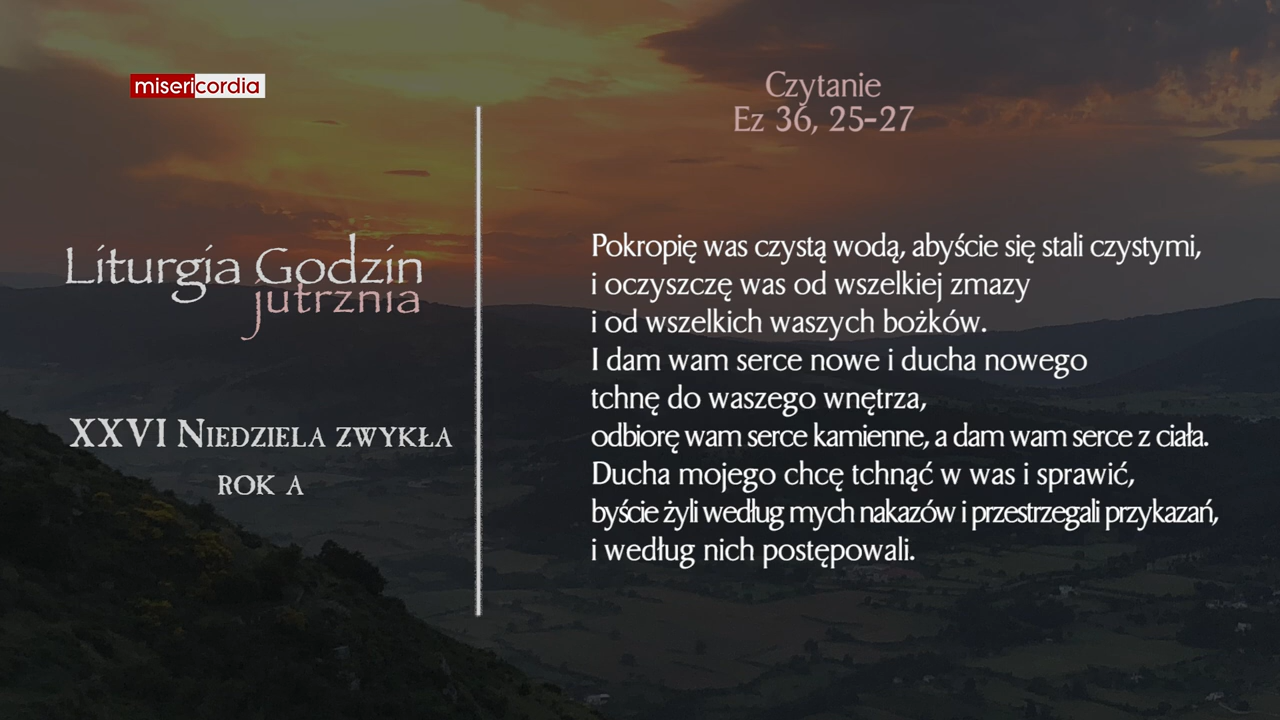 misericordia
Liturgia Godzin
jutrznia
XXVI Niedziela zwykła
rok A
Czytanie
Ez 36, 25-27
Pokropię was czystą wodą, abyście się stali czystymi,
i oczyszczę was od wszelkiej zmazy
i od wszelkich waszych bożków.
I dam wam serce nowe i ducha nowego
tchnę do waszego wnętrza,
odbiorę wam serce kamienne, a dam wam serce z ciała.
Ducha mojego chcę tchnąć w was i sprawić,
byście żyli według mych nakazów i przestrzegali przykazań,
i według nich postępowali.